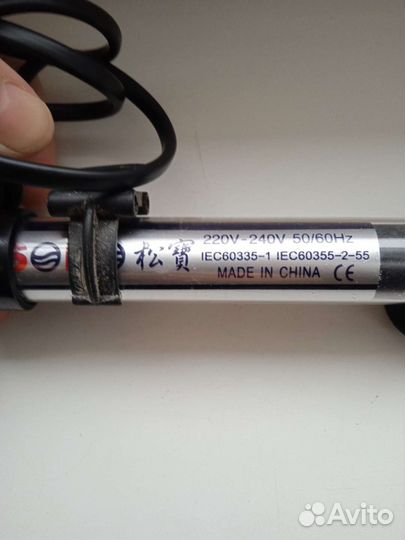 松寶
220V-240V 50/60Hz
IEC60335-1 IEC60355-2-55
MADE IN CHINA CE
Avito